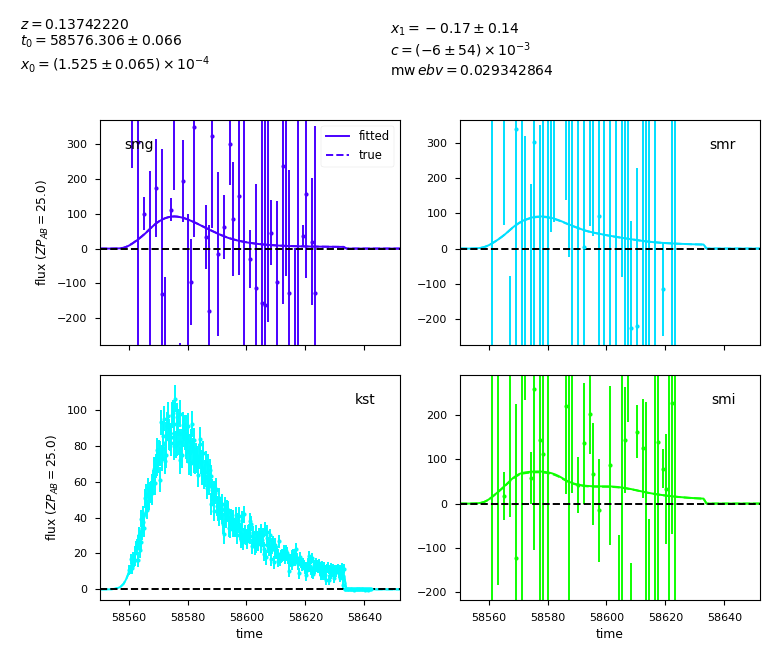 z = 0.13742220
t₀ = 58576.306 ± 0.066
x₀ = (1.525 ± 0.065) × 10⁻⁴
x₁ = −0.17 ± 0.14
c = (−6 ± 54) × 10⁻³
mw ebv = 0.029342864
smg
fitted
true
300
200
100
0
−100
−200
flux (ZP_AB = 25.0)
smr
300
200
100
0
−100
−200
kst
100
80
60
40
20
0
flux (ZP_AB = 25.0)
58560 58580 58600 58620 58640
time
smi
200
100
0
−100
−200
58560 58580 58600 58620 58640
time